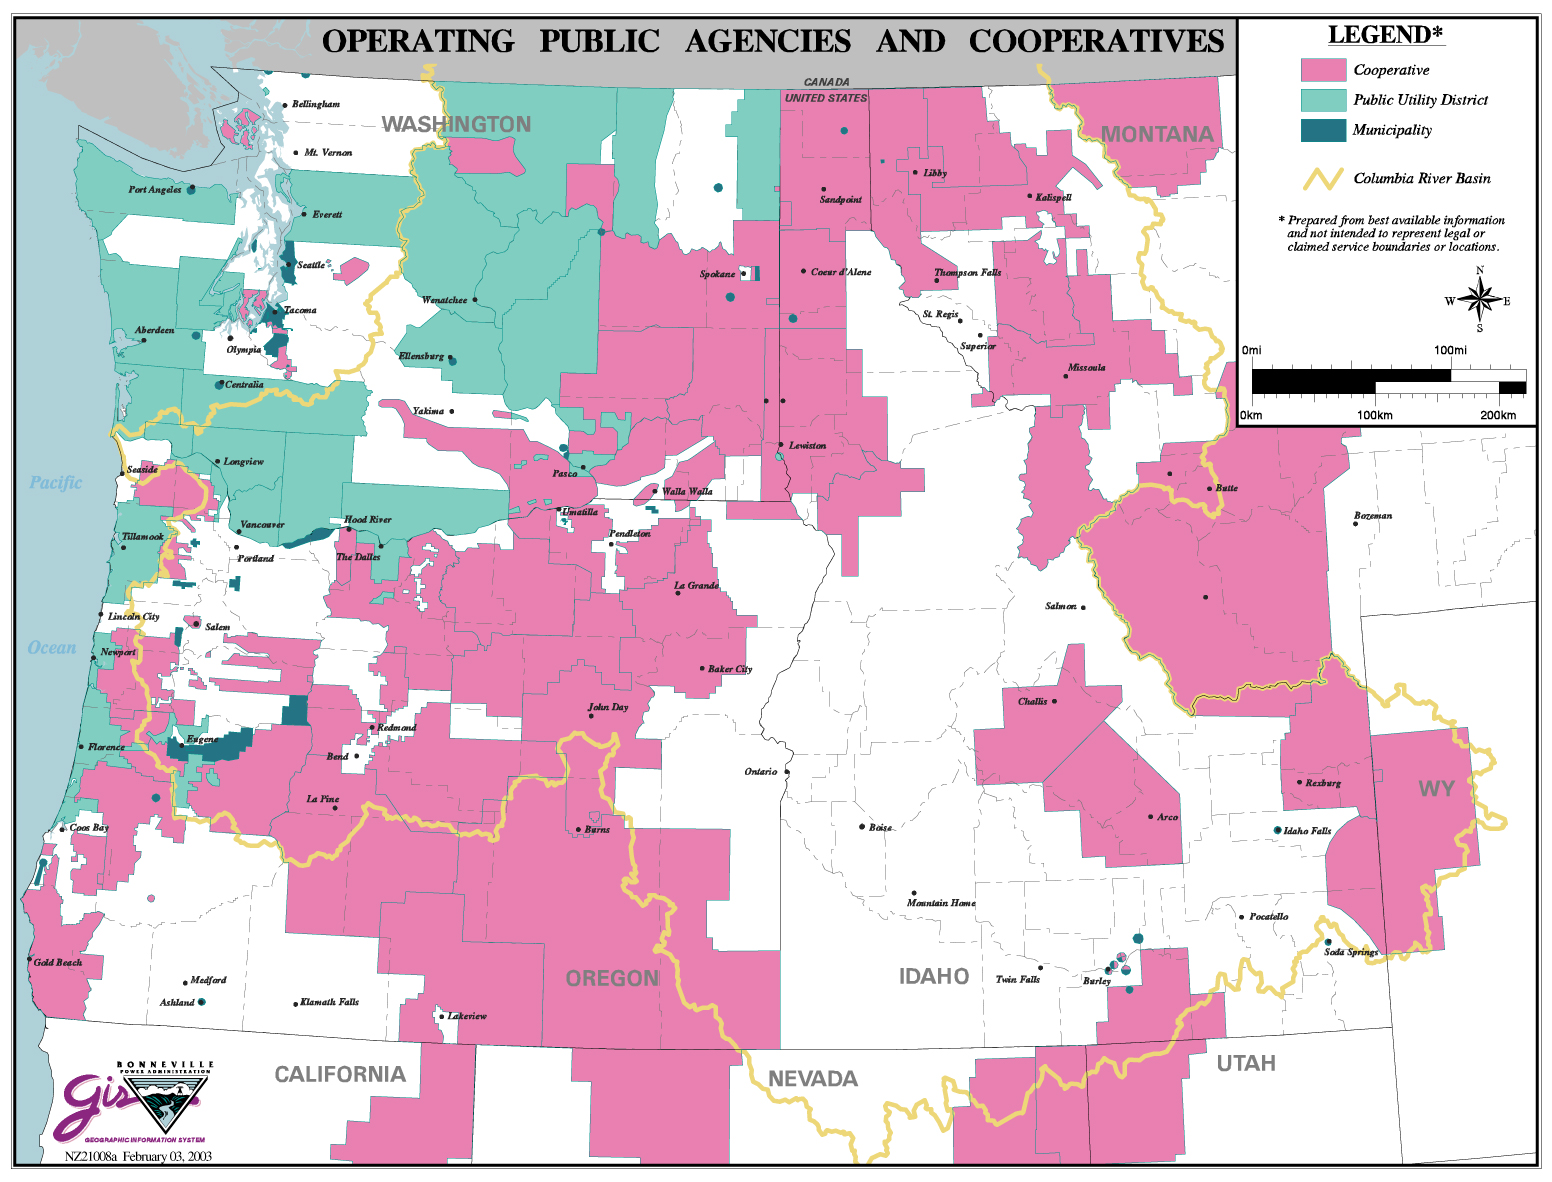 OPERATING PUBLIC AGENCIES AND COOPERATIVES
LEGEND*
Cooperative
Public Utility District
Municipality
Columbia River Basin
* Prepared from best available information
and not intended to represent legal or
claimed service boundaries or locations.
N
W E
S
0mi 100mi
0km 100km 200km
CANADA
UNITED STATES
WASHINGTON
MONTANA
Bellingham
Mt. Vernon
Port Angeles
Everett
Seattle
Tacoma
Olympia
Aberdeen
Centralia
Wenatchee
Ellensburg
Yakima
Spokane
Pasco
Walla Walla
Longview
Vancouver
Sandpoint
Libby
Kalispell
Coeur d'Alene
Thompson Falls
St. Regis
Superior
Missoula
Lewiston
Butte
Bozeman
Pacific
Ocean
Seaside
Tillamook
Portland
Hood River
The Dalles
Umatilla
Pendleton
La Grande
Lincoln City
Salem
Newport
Baker City
John Day
Redmond
Bend
Eugene
Florence
La Pine
Burns
Coos Bay
Gold Beach
Medford
Ashland
Klamath Falls
Lakeview
OREGON
Salmon
Challis
Ontario
Boise
Arco
Rexburg
Idaho Falls
WY
Mountain Home
Pocatello
Soda Springs
IDAHO
Twin Falls
Burley
CALIFORNIA
NEVADA
UTAH
BONNEVILLE
POWER ADMINISTRATION
gis
GEOGRAPHIC INFORMATION SYSTEM
NZ21008a February 03, 2003